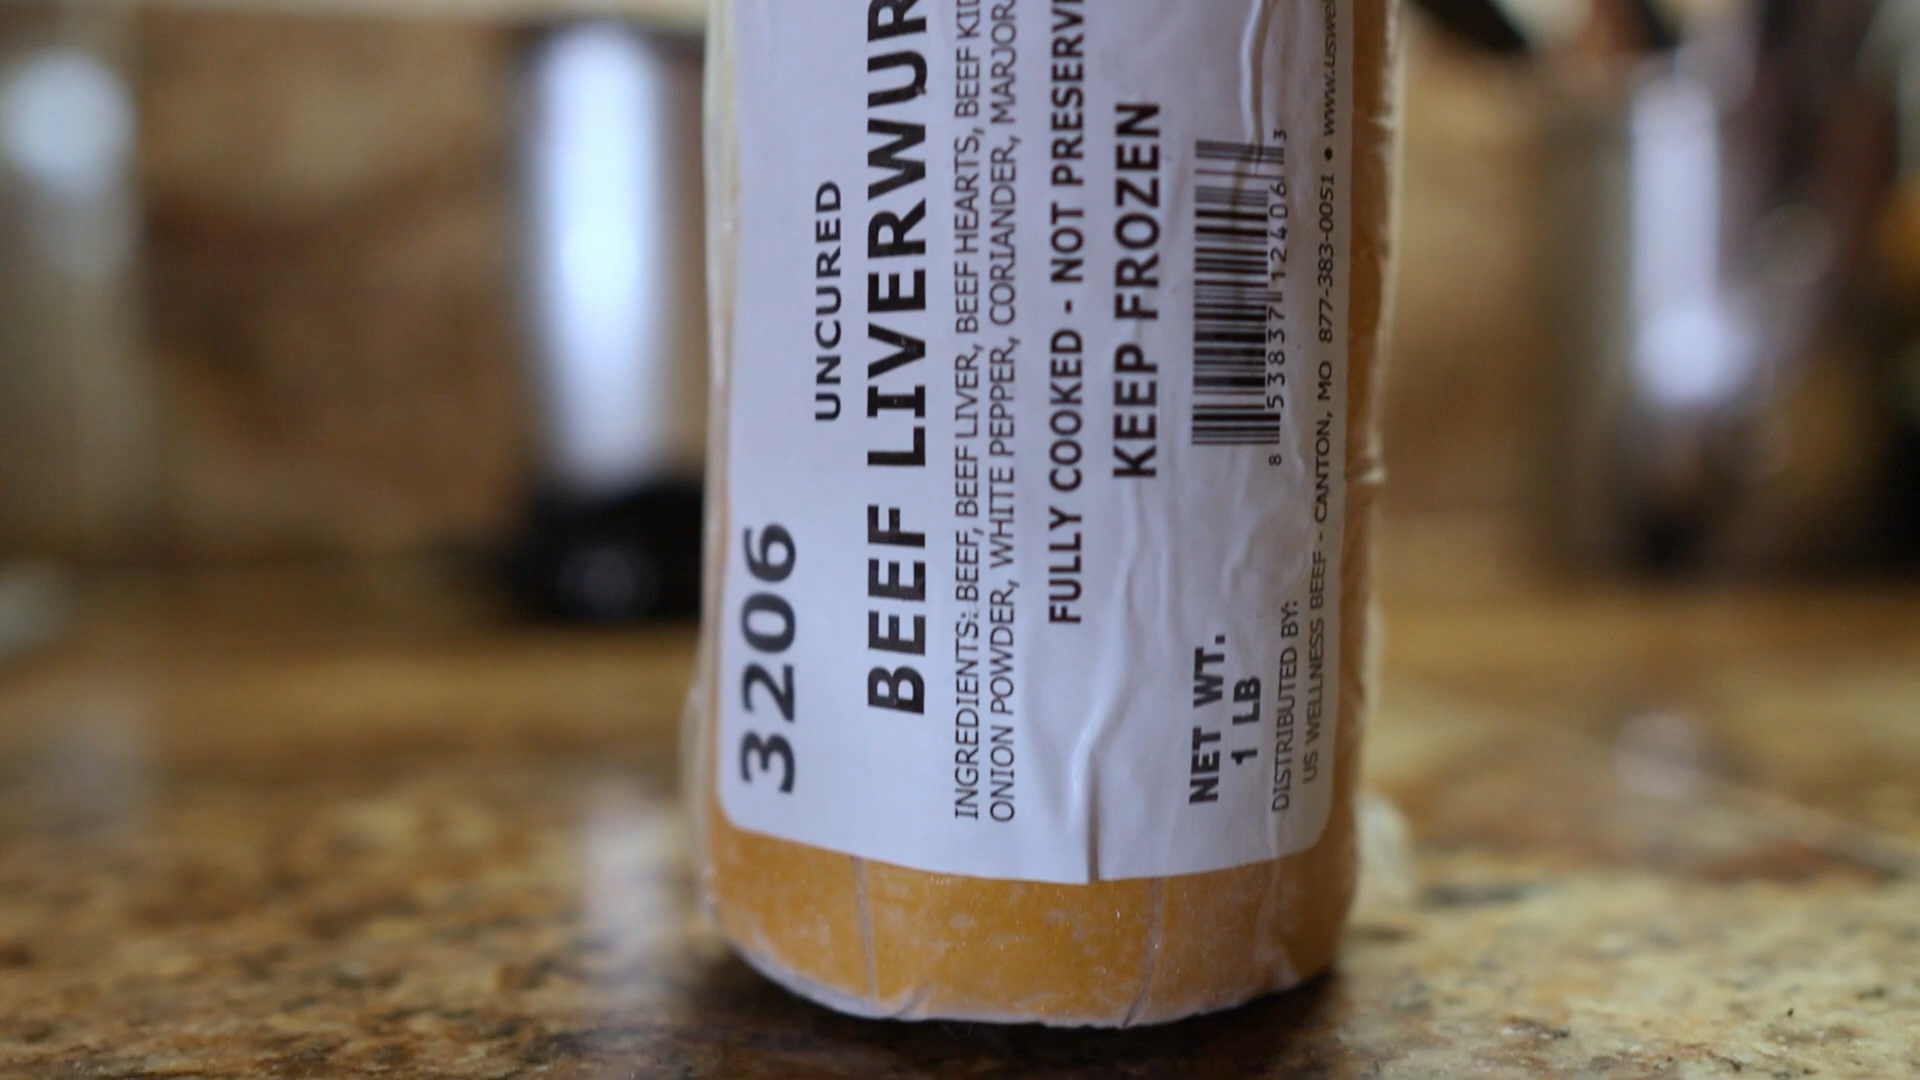 3206
UNCURED
BEEF LIVERWUR
INGREDIENTS: BEEF, BEEF LIVER, BEEF HEARTS, BEEF KID
ONION POWDER, WHITE PEPPER, CORIANDER, MARJOR
FULLY COOKED - NOT PRESERV
KEEP FROZEN
8 53837 12406 3
NET WT.
1 LB
DISTRIBUTED BY:
US WELLNESS BEEF - CANTON, MO 877-383-0051 • www.uswe